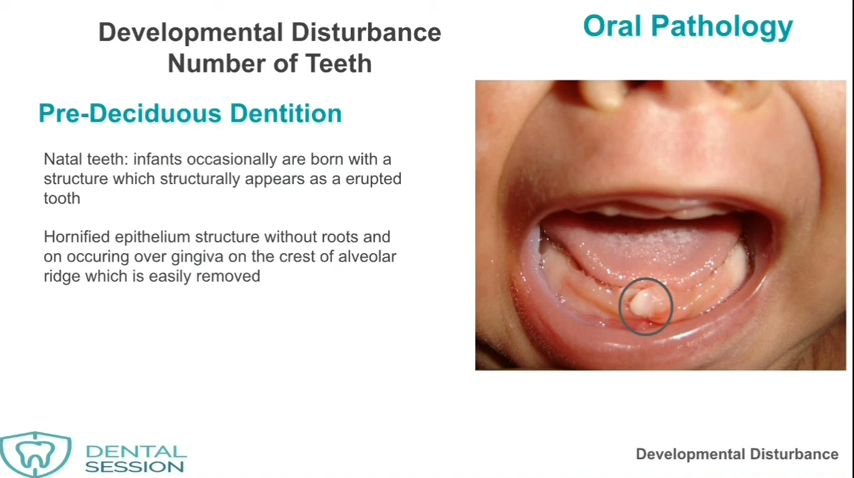 Developmental Disturbance
Number of Teeth
Oral Pathology
Pre-Deciduous Dentition
Natal teeth: infants occasionally are born with a
structure which structurally appears as a erupted
tooth
Hornified epithelium structure without roots and
on occuring over gingiva on the crest of alveolar
ridge which is easily removed
DENTAL
SESSION
Developmental Disturbance